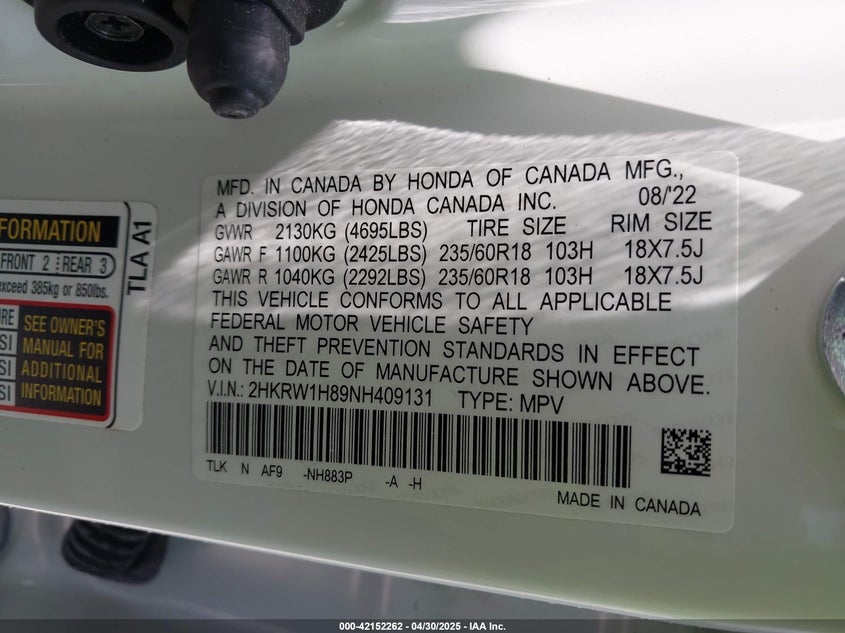 MFD. IN CANADA BY HONDA OF CANADA MFG.,
A DIVISION OF HONDA CANADA INC. 08/'22
GVWR 2130KG (4695LBS) TIRE SIZE RIM SIZE
GAWR F 1100KG (2425LBS) 235/60R18 103H 18X7.5J
GAWR R 1040KG (2292LBS) 235/60R18 103H 18X7.5J
THIS VEHICLE CONFORMS TO ALL APPLICABLE
FEDERAL MOTOR VEHICLE SAFETY
AND THEFT PREVENTION STANDARDS IN EFFECT
ON THE DATE OF MANUFACTURE SHOWN ABOVE.
V.I.N.: 2HKRW1H89NH409131 TYPE: MPV
TLK N AF9 -NH883P -A -H
MADE IN CANADA
FORMATION
FRONT 2 REAR 3
exceed 385kg or 850lbs.
SEE OWNER'S
MANUAL FOR
ADDITIONAL
INFORMATION
TLA A1
000-42152262 - 04/30/2025 - IAA Inc.